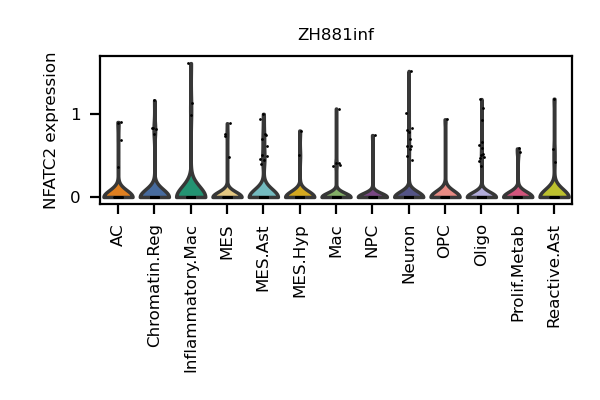 ZH881inf
NFATC2 expression
1
0
AC
Chromatin.Reg
Inflammatory.Mac
MES
MES.Ast
MES.Hyp
Mac
NPC
Neuron
OPC
Oligo
Prolif.Metab
Reactive.Ast